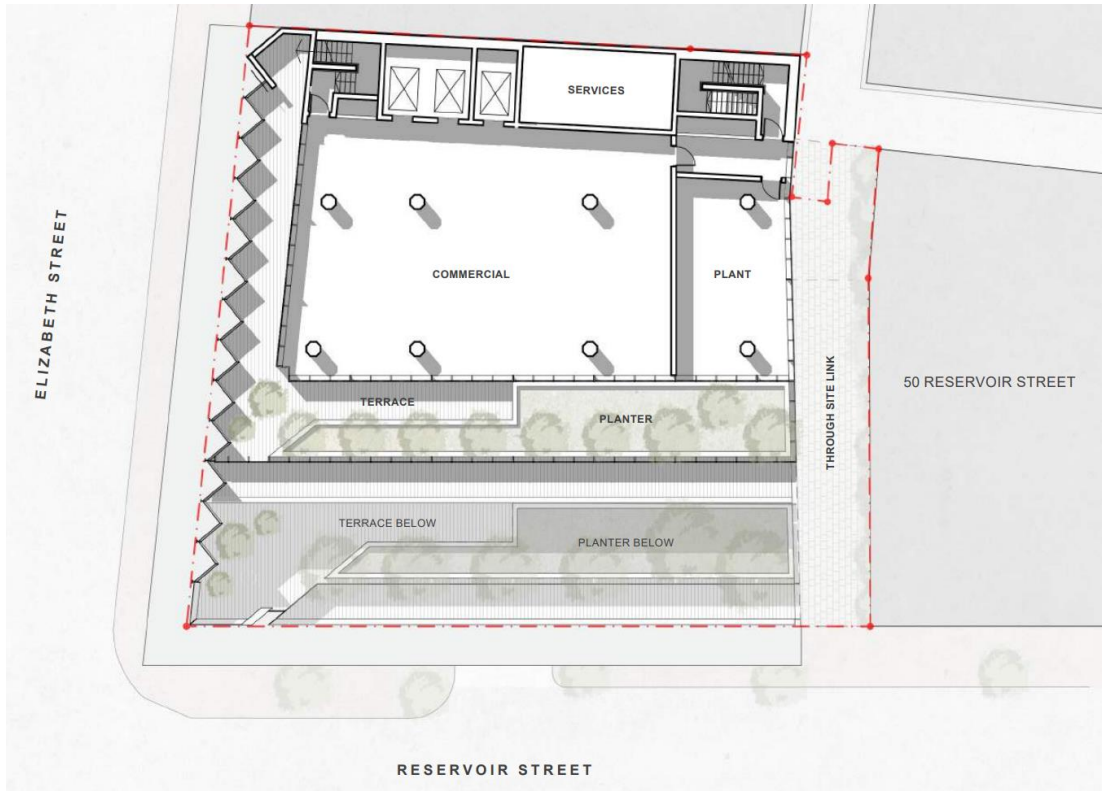 SERVICES
ELIZABETH STREET
COMMERCIAL
PLANT
THROUGH SITE LINK
50 RESERVOIR STREET
TERRACE
PLANTER
TERRACE BELOW
PLANTER BELOW
RESERVOIR STREET